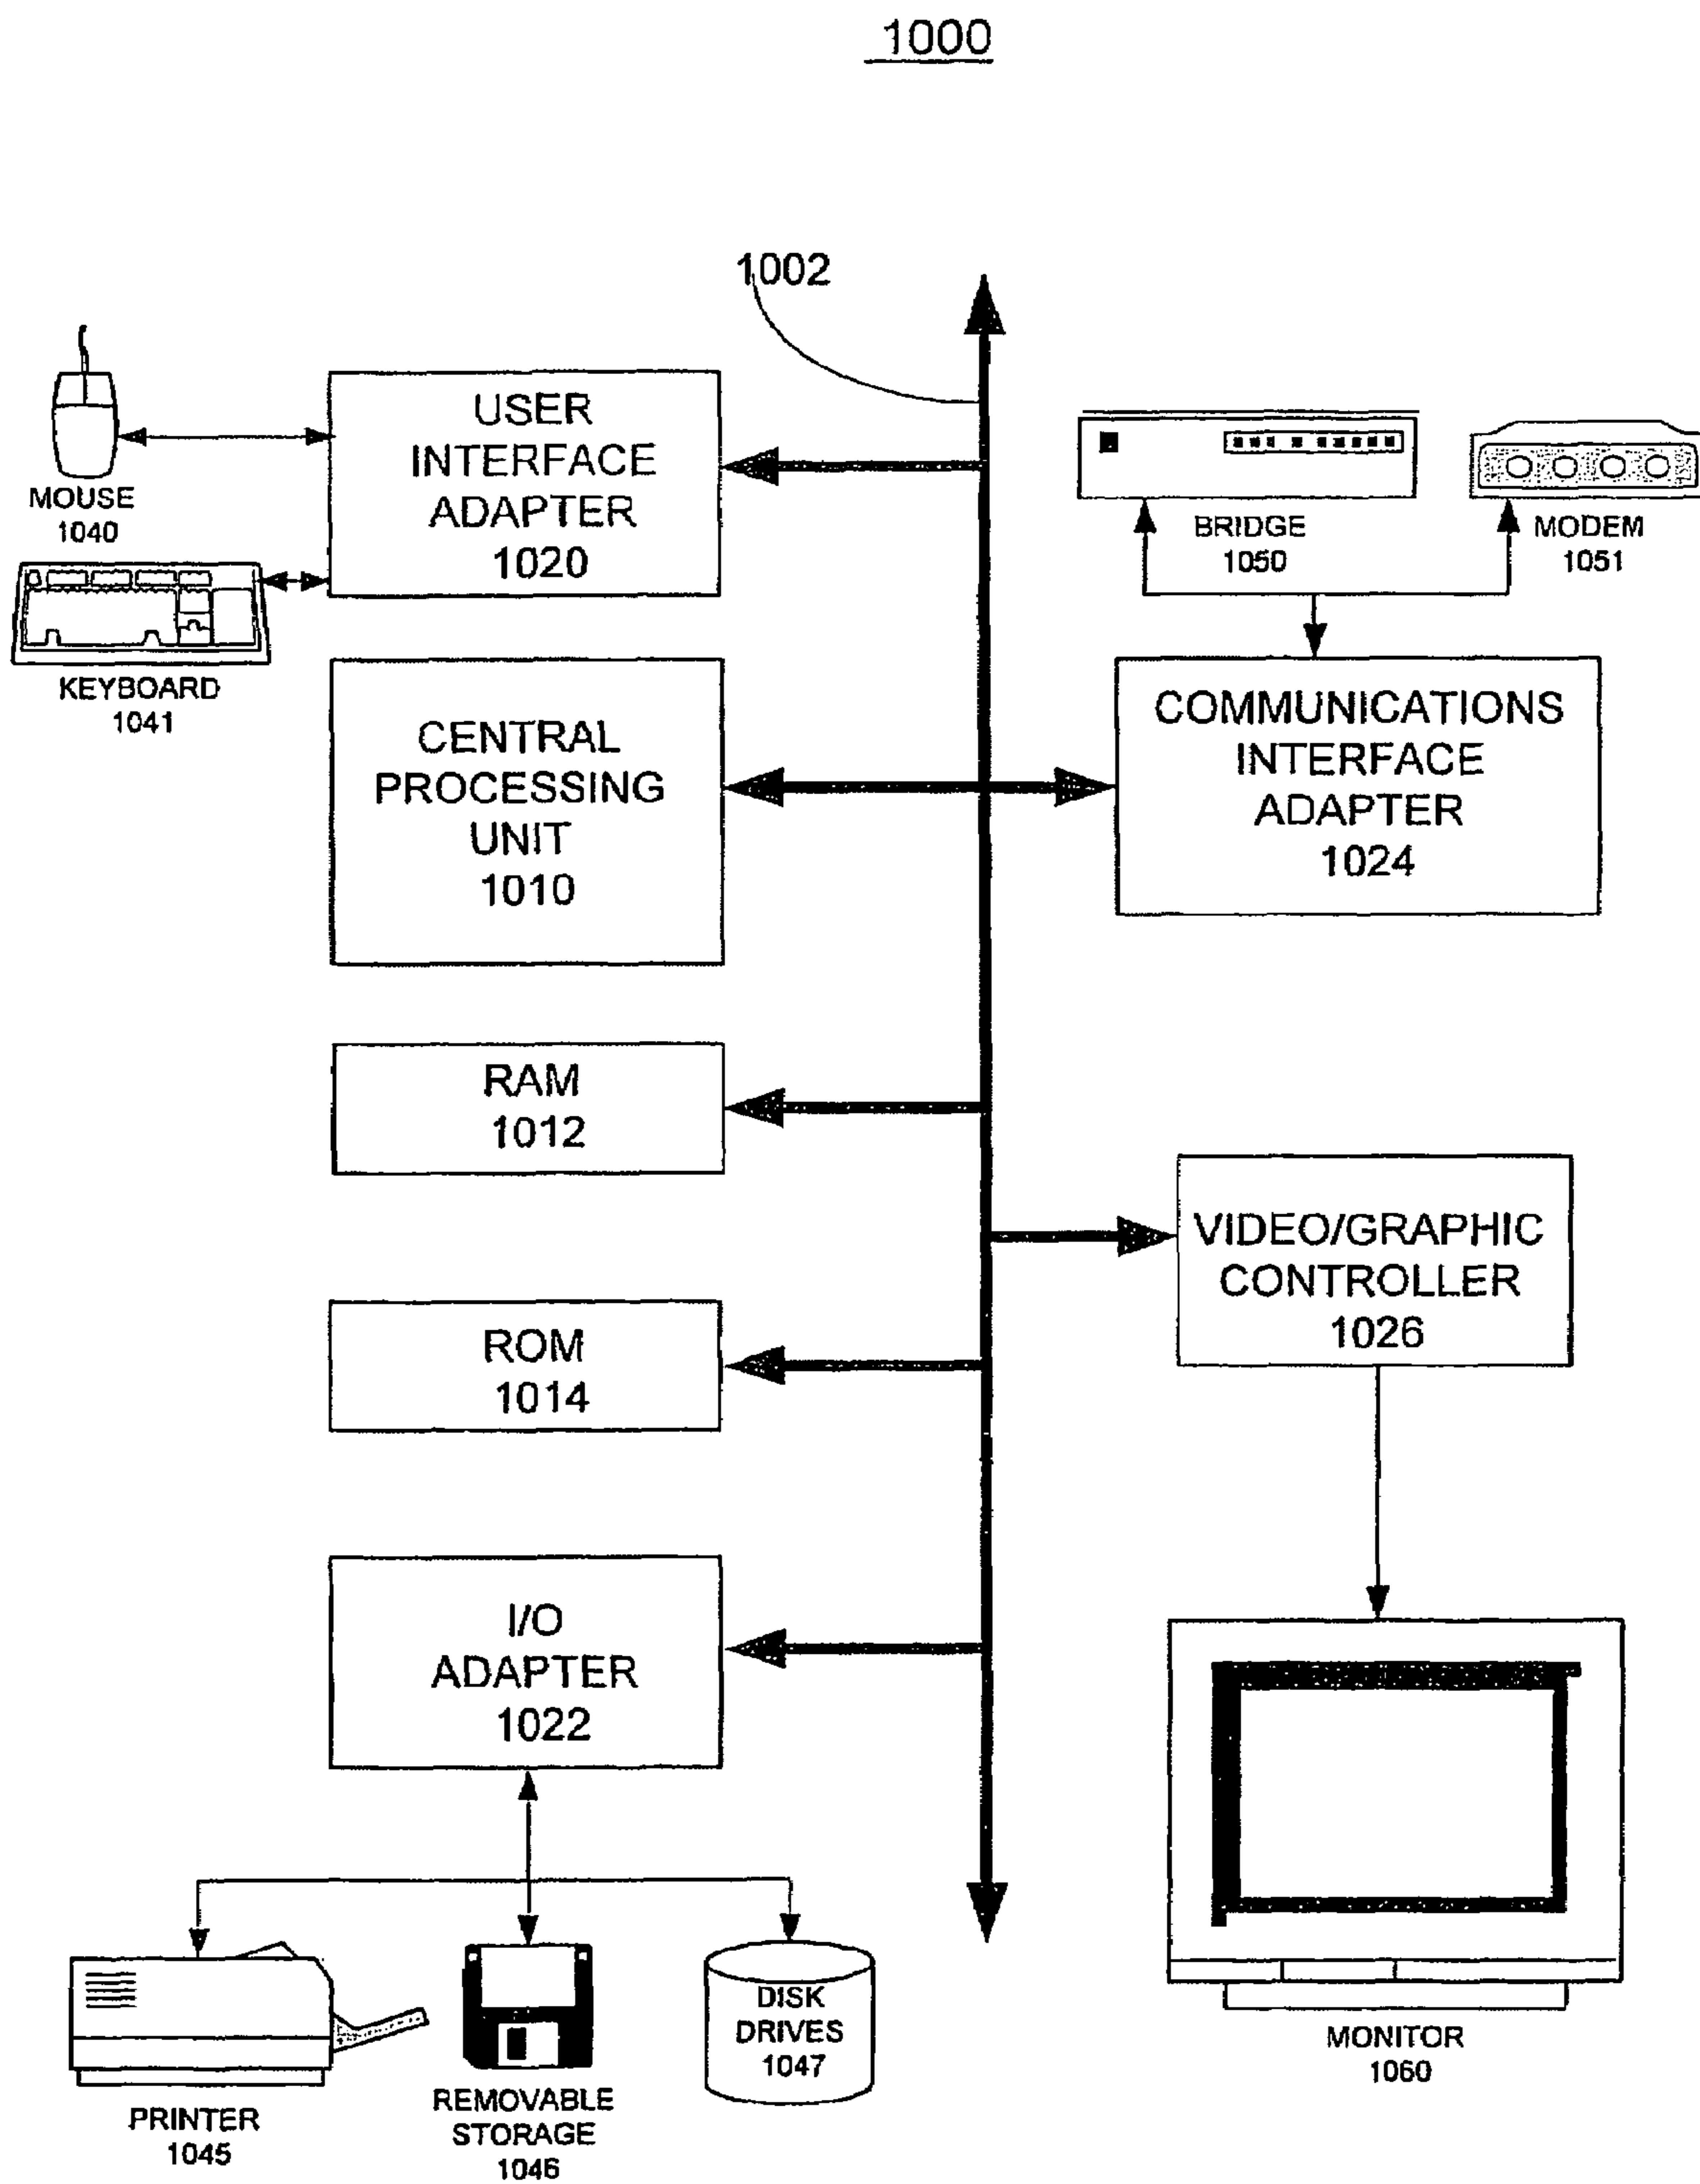 1000
1002
MOUSE
1040
KEYBOARD
1041
USER
INTERFACE
ADAPTER
1020
BRIDGE
1050
MODEM
1051
CENTRAL
PROCESSING
UNIT
1010
COMMUNICATIONS
INTERFACE
ADAPTER
1024
RAM
1012
VIDEO/GRAPHIC
CONTROLLER
1026
ROM
1014
I/O
ADAPTER
1022
PRINTER
1045
REMOVABLE
STORAGE
1046
DISK
DRIVES
1047
MONITOR
1060